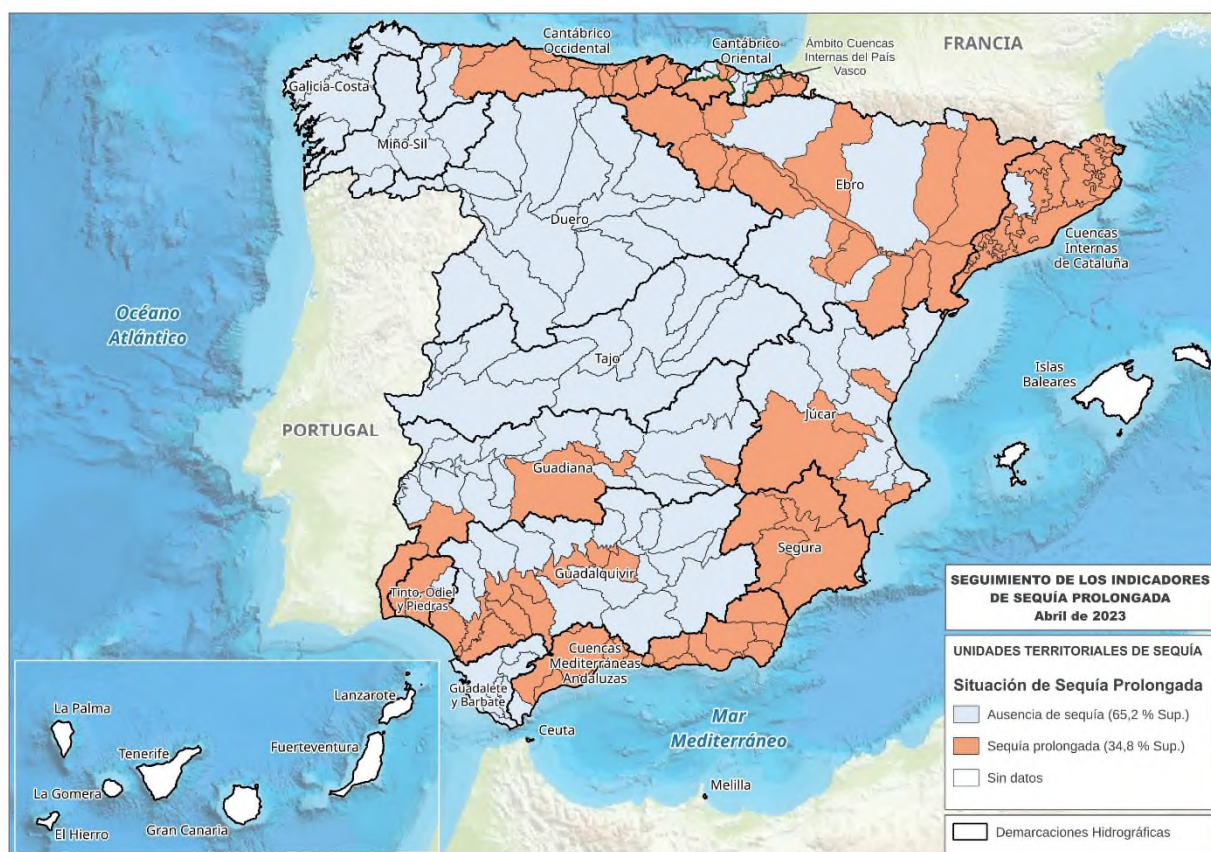 Cantábrico
Occidental
Cantábrico
Oriental
Ámbito Cuencas
Internas del País
Vasco
FRANCIA
Galicia-Costa
Miño-Sil
Ebro
Duero
Cuencas
Internas
de Cataluña
Océano
Atlántico
Tajo
Islas
Baleares
Júcar
PORTUGAL
Guadiana
Segura
Guadalquivir
Tinto, Odiel
y Piedras
Cuencas
Mediterráneas
Andaluzas
Guadalete
y Barbate
Ceuta
Mar
Mediterráneo
Melilla
Lanzarote
La Palma
Fuerteventura
Tenerife
La Gomera
El Hierro
Gran Canaria
SEGUIMIENTO DE LOS INDICADORES
DE SEQUÍA PROLONGADA
Abril de 2023
UNIDADES TERRITORIALES DE SEQUÍA
Situación de Sequía Prolongada
Ausencia de sequía (65,2 % Sup.)
Sequía prolongada (34,8 % Sup.)
Sin datos
Demarcaciones Hidrográficas